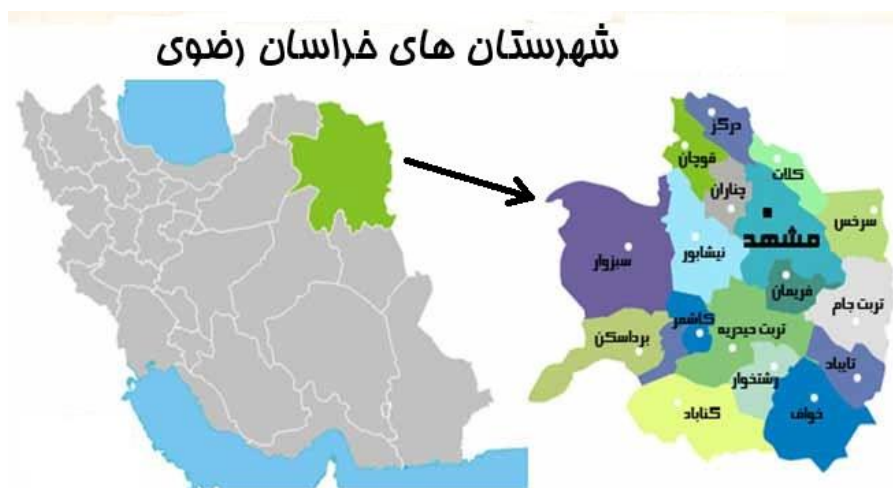 شهرستان های خراسان رضوی
درگز
قوچان
کلات
چناران
سرخس
مشهد
نیشابور
سبزوار
فریمان
تربت جام
کاشمر
تربت حیدریه
برداسکن
تایباد
رشتخوار
خواف
گناباد